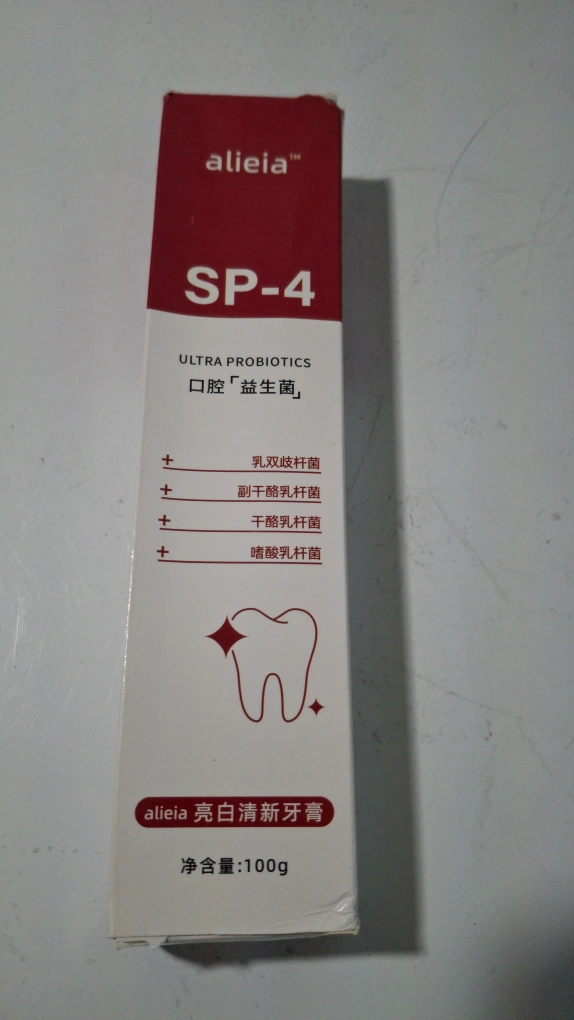 alieia™
SP-4
ULTRA PROBIOTICS
口腔「益生菌」
+ 乳双歧杆菌
+ 副干酪乳杆菌
+ 干酪乳杆菌
+ 嗜酸乳杆菌
alieia 亮白清新牙膏
净含量:100g